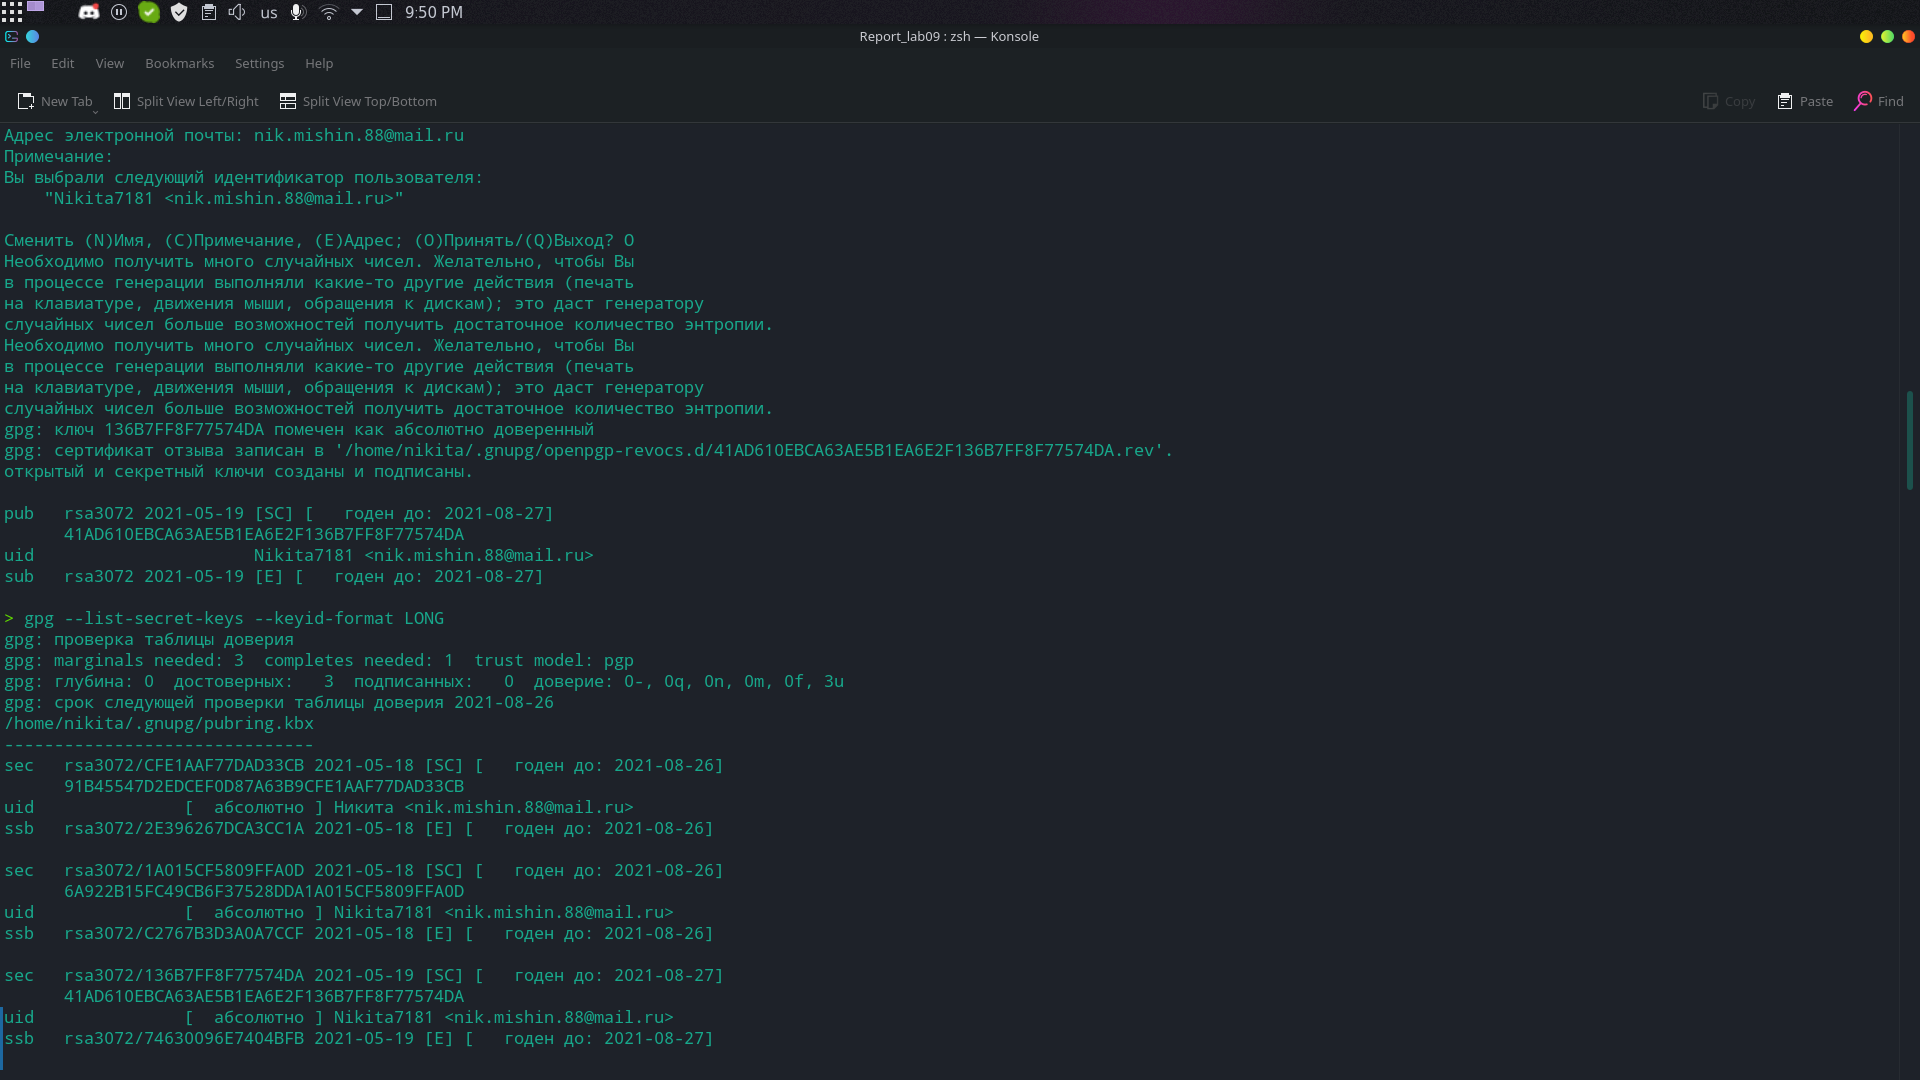 us 9:50 PM
Report_lab09 : zsh — Konsole
File Edit View Bookmarks Settings Help
New Tab Split View Left/Right Split View Top/Bottom Copy Paste Find
Адрес электронной почты: nik.mishin.88@mail.ru
Примечание:
Вы выбрали следующий идентификатор пользователя:
    "Nikita7181 <nik.mishin.88@mail.ru>"
Сменить (N)Имя, (C)Примечание, (E)Адрес; (O)Принять/(Q)Выход? O
Необходимо получить много случайных чисел. Желательно, чтобы Вы
в процессе генерации выполняли какие-то другие действия (печать
на клавиатуре, движения мыши, обращения к дискам); это даст генератору
случайных чисел больше возможностей получить достаточное количество энтропии.
Необходимо получить много случайных чисел. Желательно, чтобы Вы
в процессе генерации выполняли какие-то другие действия (печать
на клавиатуре, движения мыши, обращения к дискам); это даст генератору
случайных чисел больше возможностей получить достаточное количество энтропии.
gpg: ключ 136B7FF8F77574DA помечен как абсолютно доверенный
gpg: сертификат отзыва записан в '/home/nikita/.gnupg/openpgp-revocs.d/41AD610EBCA63AE5B1EA6E2F136B7FF8F77574DA.rev'.
открытый и секретный ключи созданы и подписаны.
pub   rsa3072 2021-05-19 [SC] [   годен до: 2021-08-27]
      41AD610EBCA63AE5B1EA6E2F136B7FF8F77574DA
uid                      Nikita7181 <nik.mishin.88@mail.ru>
sub   rsa3072 2021-05-19 [E] [   годен до: 2021-08-27]
> gpg --list-secret-keys --keyid-format LONG
gpg: проверка таблицы доверия
gpg: marginals needed: 3  completes needed: 1  trust model: pgp
gpg: глубина: 0  достоверных:   3  подписанных:   0  доверие: 0-, 0q, 0n, 0m, 0f, 3u
gpg: срок следующей проверки таблицы доверия 2021-08-26
/home/nikita/.gnupg/pubring.kbx
-------------------------------
sec   rsa3072/CFE1AAF77DAD33CB 2021-05-18 [SC] [   годен до: 2021-08-26]
      91B45547D2EDCEF0D87A63B9CFE1AAF77DAD33CB
uid               [  абсолютно ] Никита <nik.mishin.88@mail.ru>
ssb   rsa3072/2E396267DCA3CC1A 2021-05-18 [E] [   годен до: 2021-08-26]
sec   rsa3072/1A015CF5809FFA0D 2021-05-18 [SC] [   годен до: 2021-08-26]
      6A922B15FC49CB6F37528DDA1A015CF5809FFA0D
uid               [  абсолютно ] Nikita7181 <nik.mishin.88@mail.ru>
ssb   rsa3072/C2767B3D3A0A7CCF 2021-05-18 [E] [   годен до: 2021-08-26]
sec   rsa3072/136B7FF8F77574DA 2021-05-19 [SC] [   годен до: 2021-08-27]
      41AD610EBCA63AE5B1EA6E2F136B7FF8F77574DA
uid               [  абсолютно ] Nikita7181 <nik.mishin.88@mail.ru>
ssb   rsa3072/74630096E7404BFB 2021-05-19 [E] [   годен до: 2021-08-27]